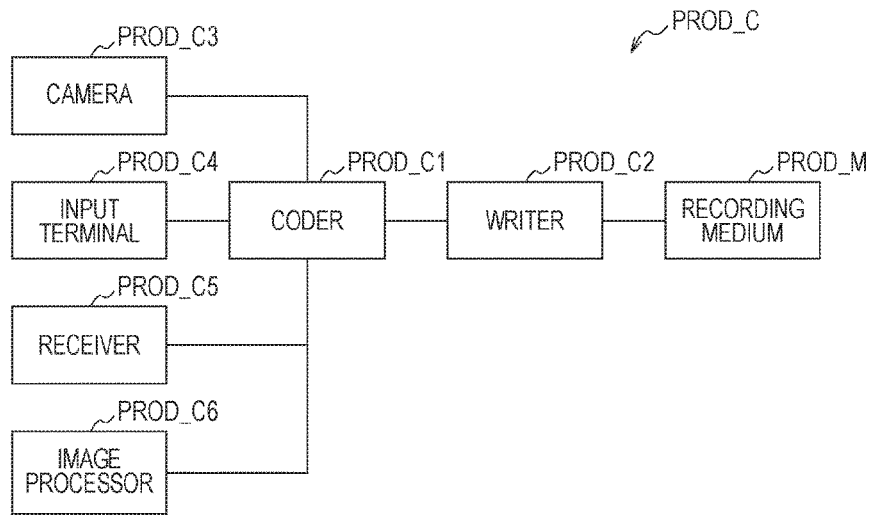 PROD_C
PROD_C3
CAMERA
PROD_C4
INPUT
TERMINAL
PROD_C1
CODER
PROD_C2
WRITER
PROD_M
RECORDING
MEDIUM
PROD_C5
RECEIVER
PROD_C6
IMAGE
PROCESSOR